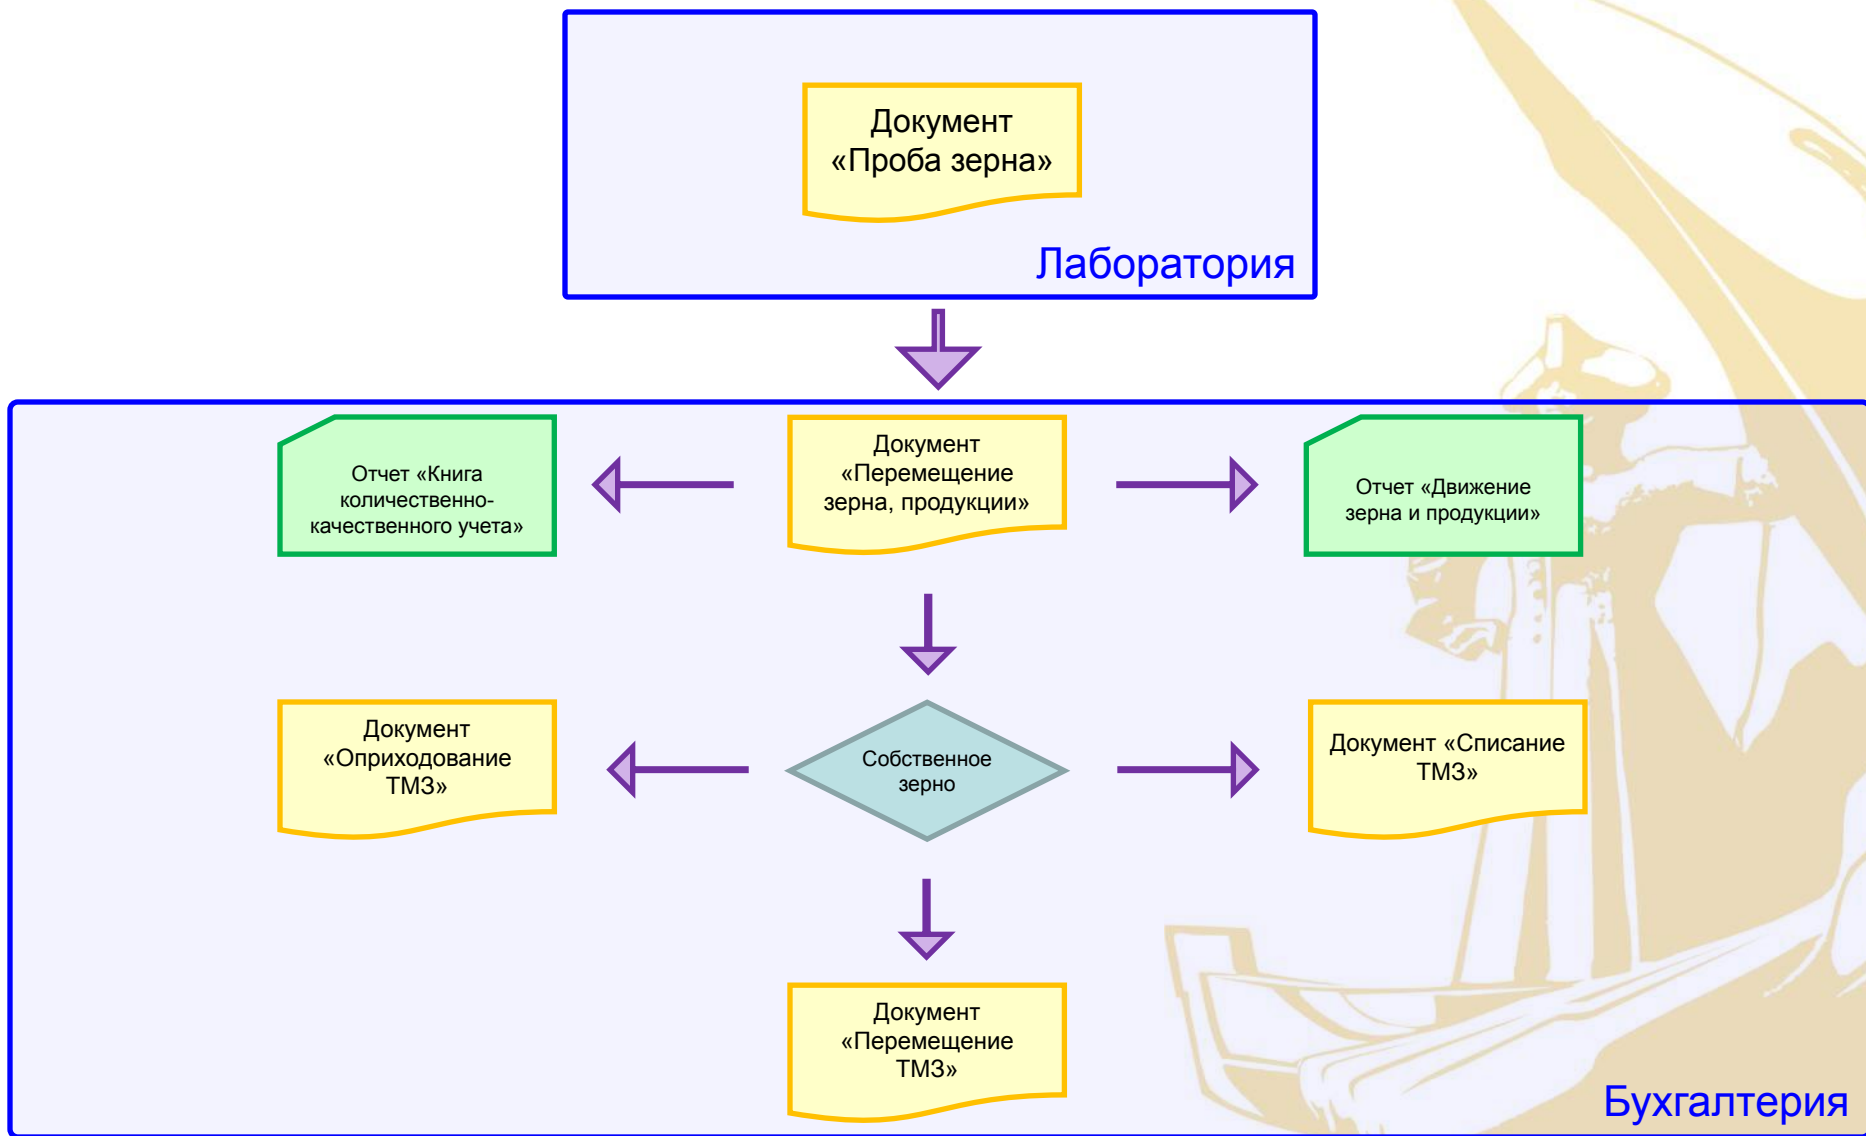 Документ
«Проба зерна»
Лаборатория
Отчет «Книга
количественно-
качественного учета»
Документ
«Перемещение
зерна, продукции»
Отчет «Движение
зерна и продукции»
Документ
«Оприходование
ТМЗ»
Собственное
зерно
Документ «Списание
ТМЗ»
Документ
«Перемещение
ТМЗ»
Бухгалтерия